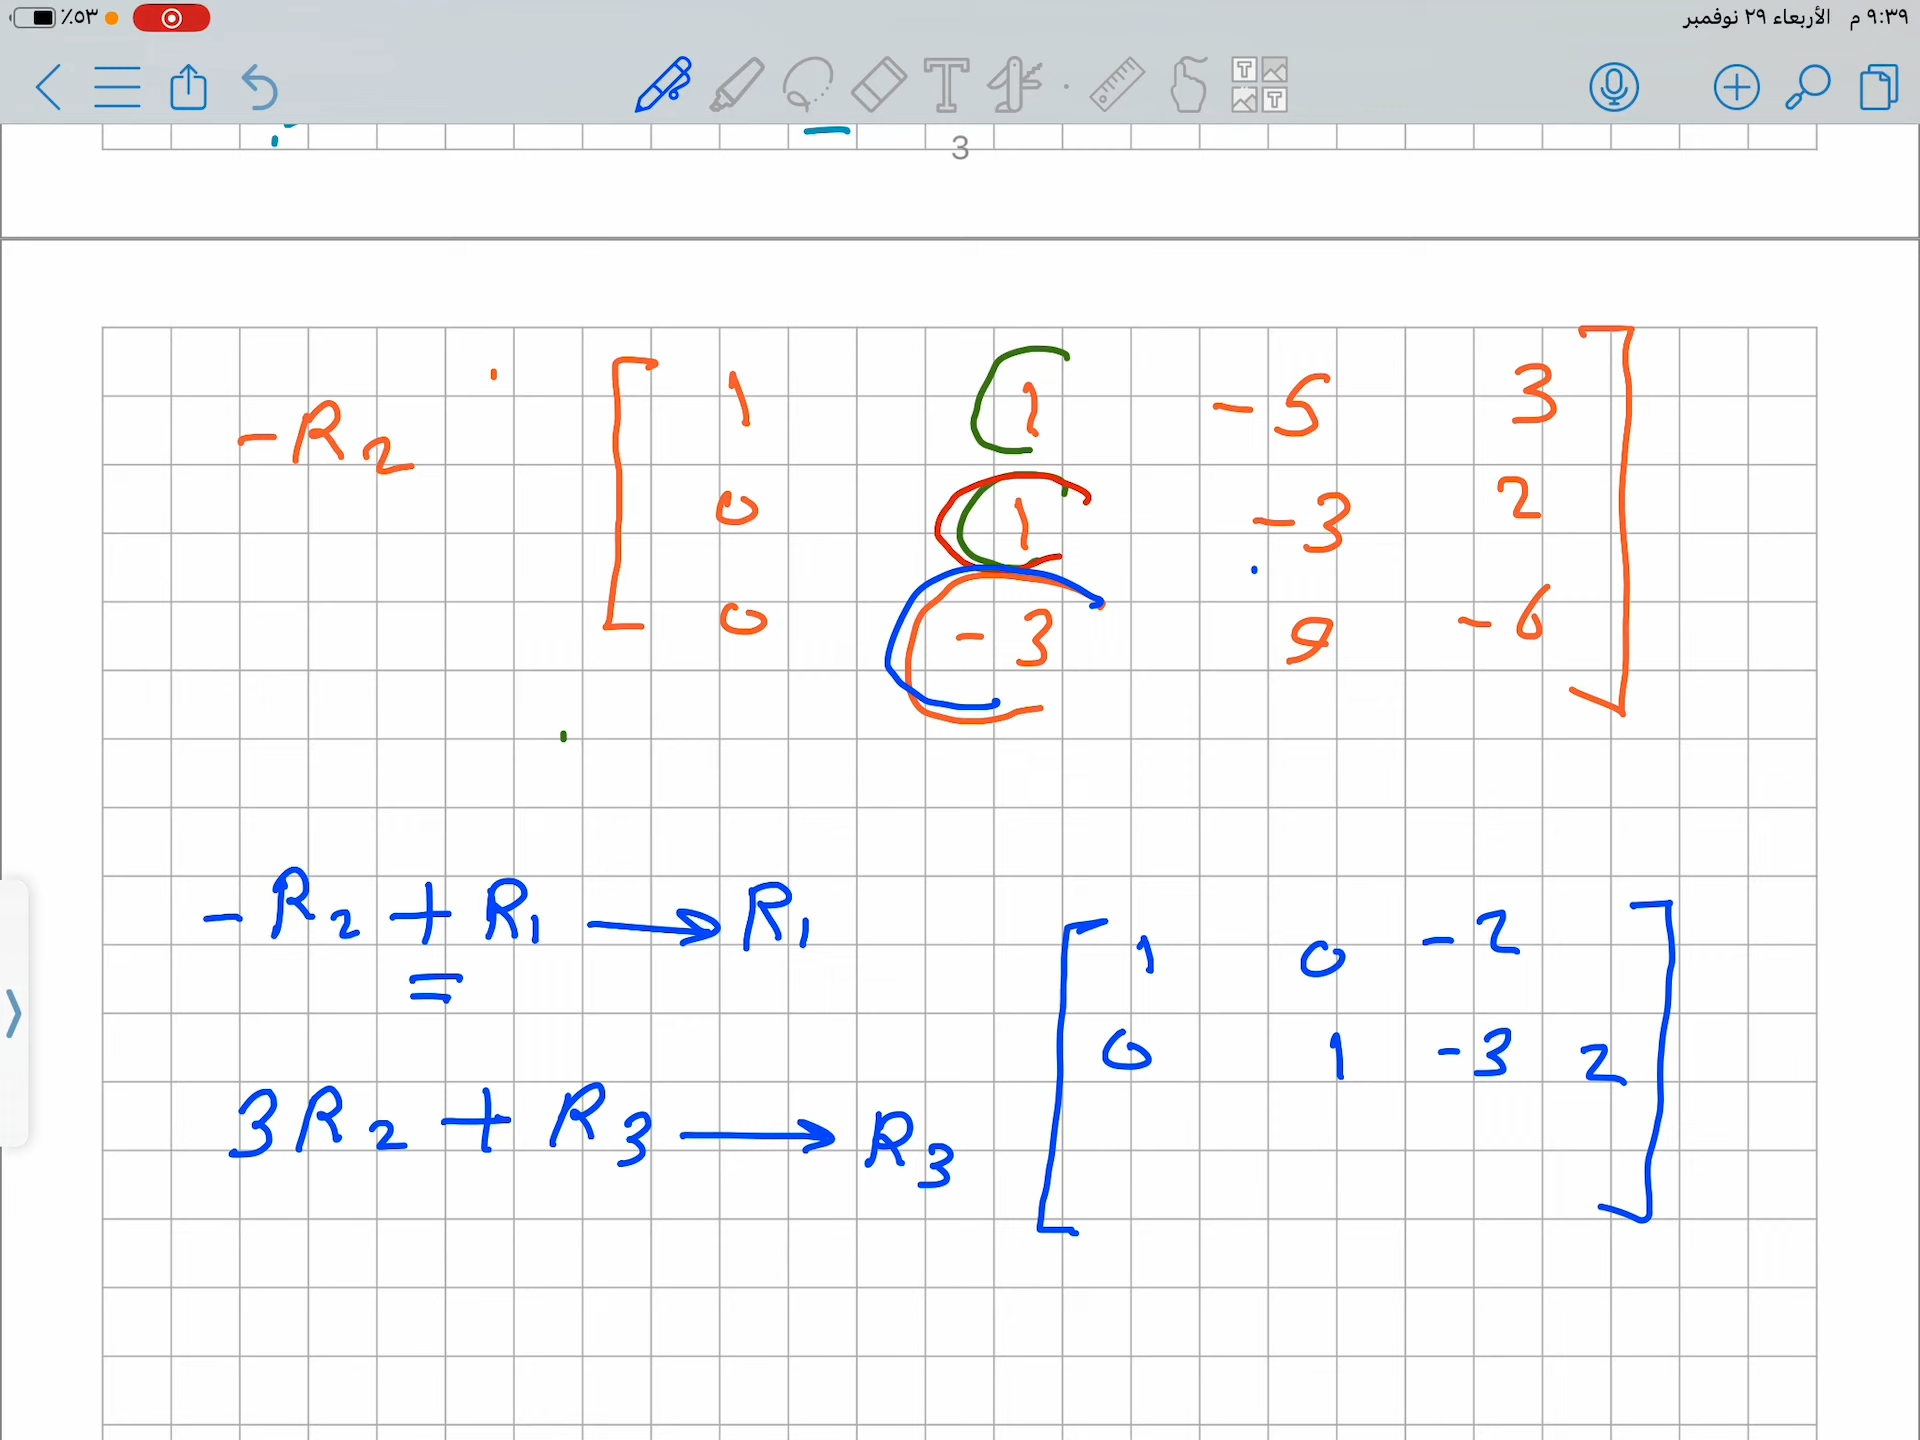 ٪٥٣ ٩:٣٩ م الأربعاء ٢٩ نوفمبر
3
-R2 [ 1 1 -5 3
0 1 -3 2
0 -3 9 -6 ]
-R2 + R1 → R1
=
3R2 + R3 → R3
[ 1 0 -2
0 1 -3 2 ]